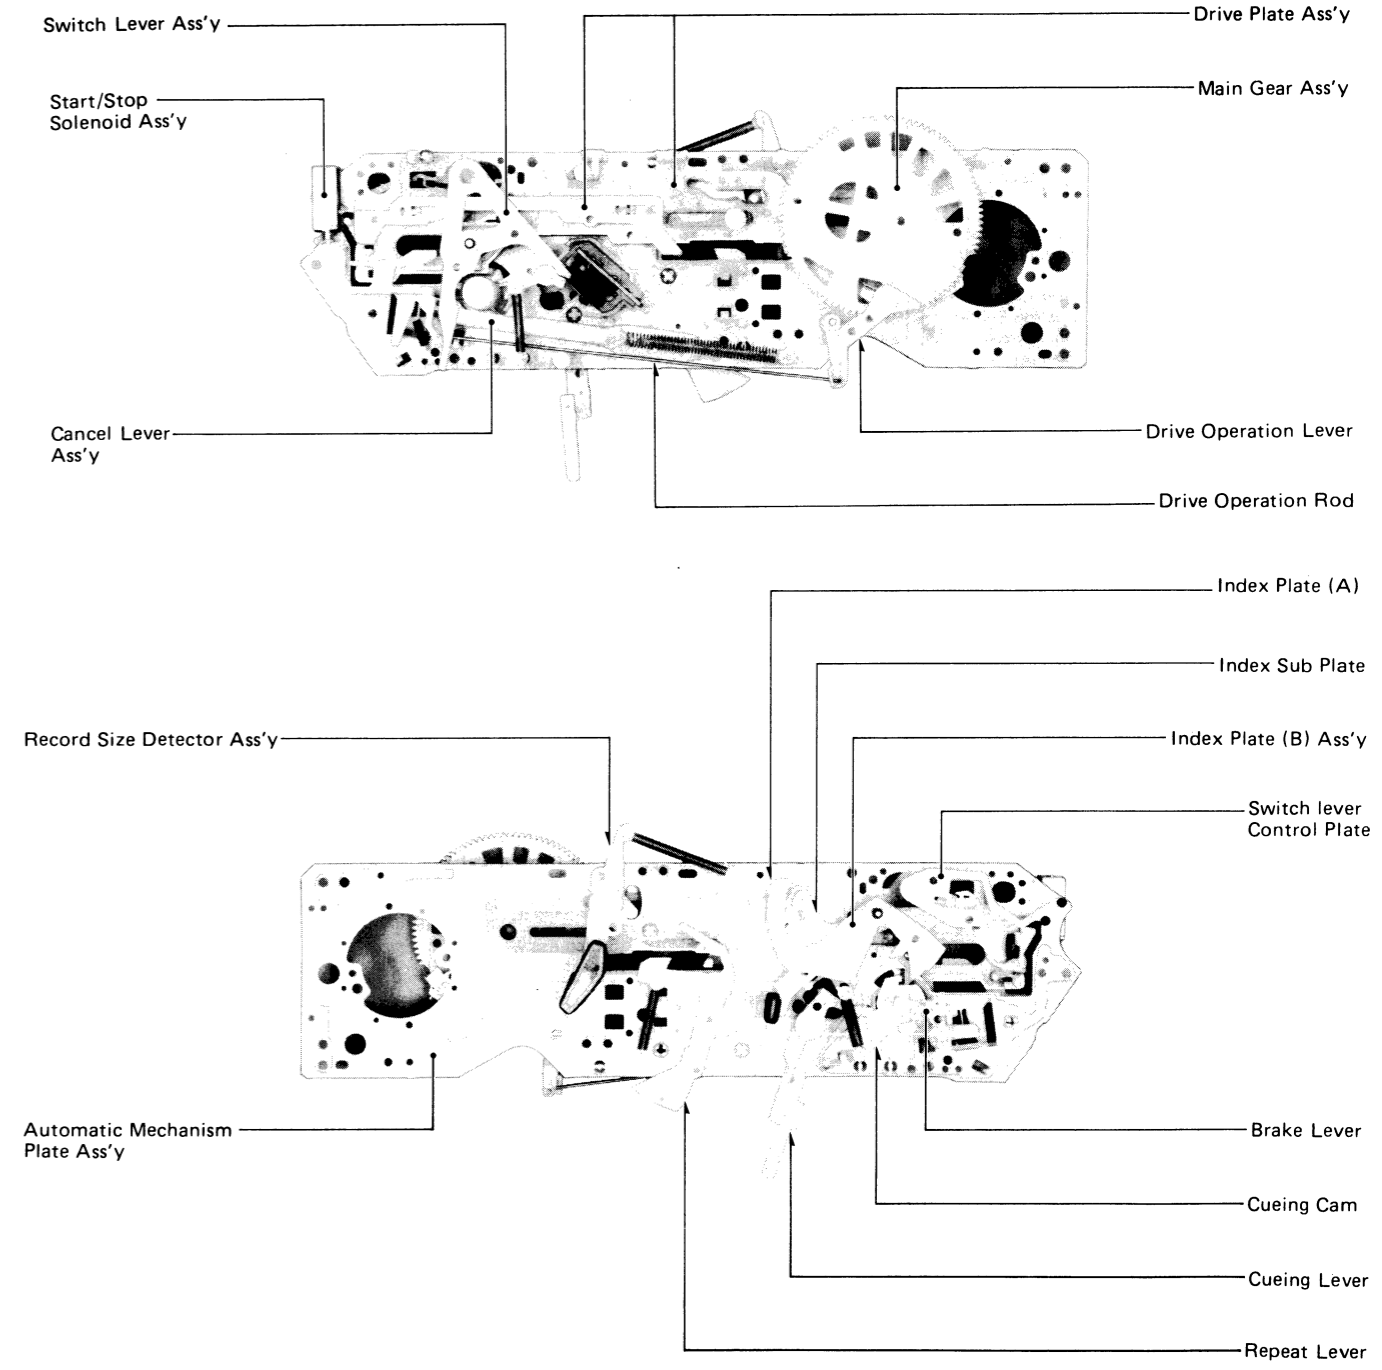 Switch Lever Ass'y
Drive Plate Ass'y
Start/Stop
Solenoid Ass'y
Main Gear Ass'y
Cancel Lever
Ass'y
Drive Operation Lever
Drive Operation Rod
Index Plate (A)
Index Sub Plate
Record Size Detector Ass'y
Index Plate (B) Ass'y
Switch lever
Control Plate
Automatic Mechanism
Plate Ass'y
Brake Lever
Cueing Cam
Cueing Lever
Repeat Lever